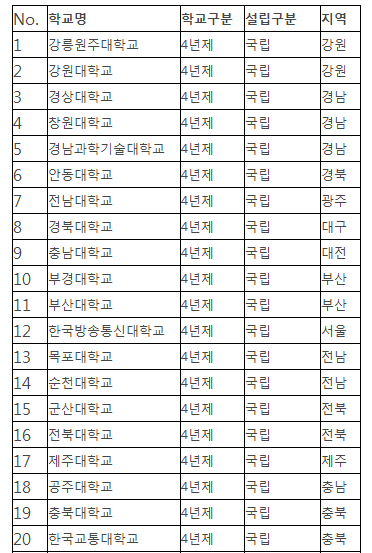 No. 학교명 학교구분 설립구분 지역
1 강릉원주대학교 4년제 국립 강원
2 강원대학교 4년제 국립 강원
3 경상대학교 4년제 국립 경남
4 창원대학교 4년제 국립 경남
5 경남과학기술대학교 4년제 국립 경남
6 안동대학교 4년제 국립 경북
7 전남대학교 4년제 국립 광주
8 경북대학교 4년제 국립 대구
9 충남대학교 4년제 국립 대전
10 부경대학교 4년제 국립 부산
11 부산대학교 4년제 국립 부산
12 한국방송통신대학교 4년제 국립 서울
13 목포대학교 4년제 국립 전남
14 순천대학교 4년제 국립 전남
15 군산대학교 4년제 국립 전북
16 전북대학교 4년제 국립 전북
17 제주대학교 4년제 국립 제주
18 공주대학교 4년제 국립 충남
19 충북대학교 4년제 국립 충북
20 한국교통대학교 4년제 국립 충북